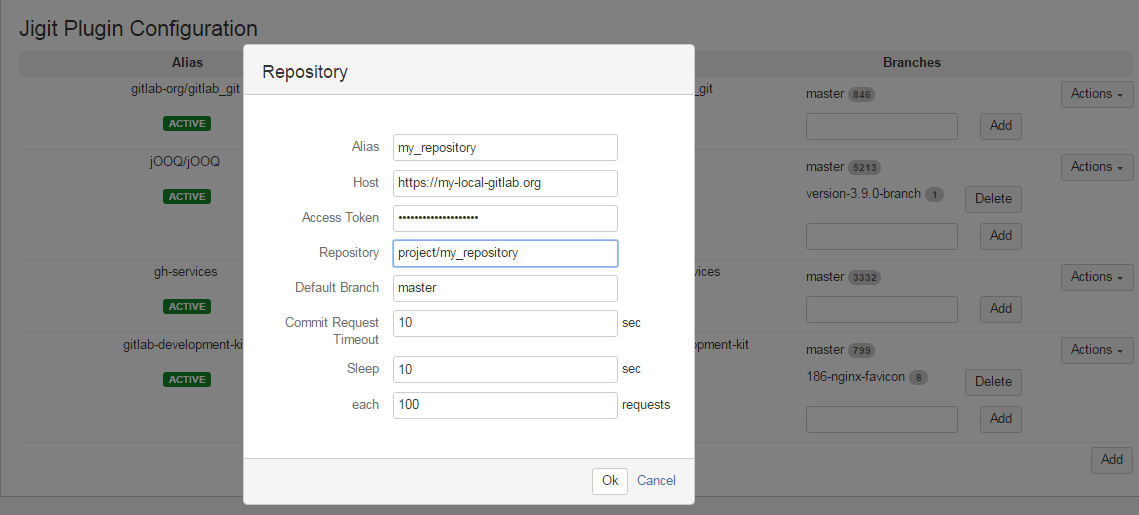 Jigit Plugin Configuration
Alias
Branches
gitlab-org/gitlab_git
_git
master 846
Actions
ACTIVE
Add
jOOQ/jOOQ
master 5213
Actions
ACTIVE
version-3.9.0-branch 1
Delete
Add
gh-services
master 3332
Actions
ACTIVE
Add
gitlab-development-ki
master 799
Actions
ACTIVE
186-nginx-favicon 8
Delete
Add
Add
Repository
Alias my_repository
Host https://my-local-gitlab.org
Access Token ••••••••••••••••••••
Repository project/my_repository
Default Branch master
Commit Request
Timeout
10 sec
Sleep 10 sec
each 100 requests
Ok Cancel